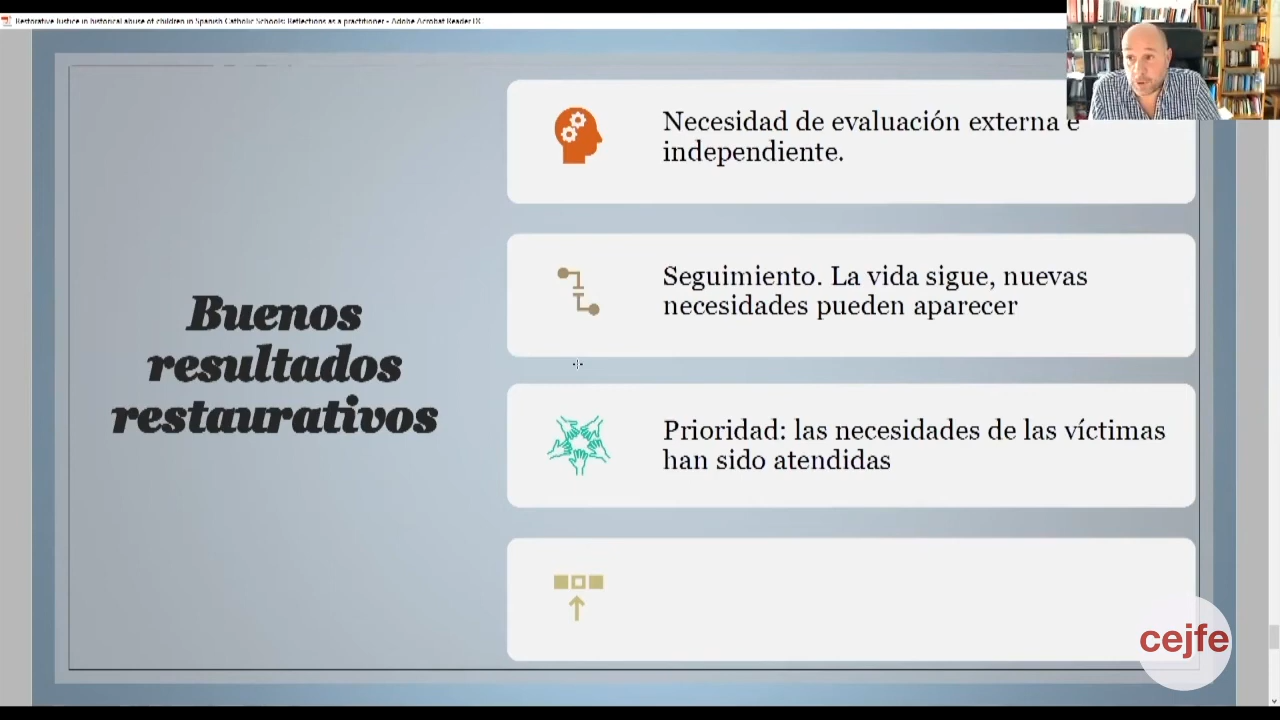 Restorative Justice in historical abuse of children in Spanish Catholic Schools: Reflections as a practitioner - Adobe Acrobat Reader DC
Buenos
resultados
restaurativos
Necesidad de evaluación externa e
independiente.
Seguimiento. La vida sigue, nuevas
necesidades pueden aparecer
Prioridad: las necesidades de las víctimas
han sido atendidas
cejfe